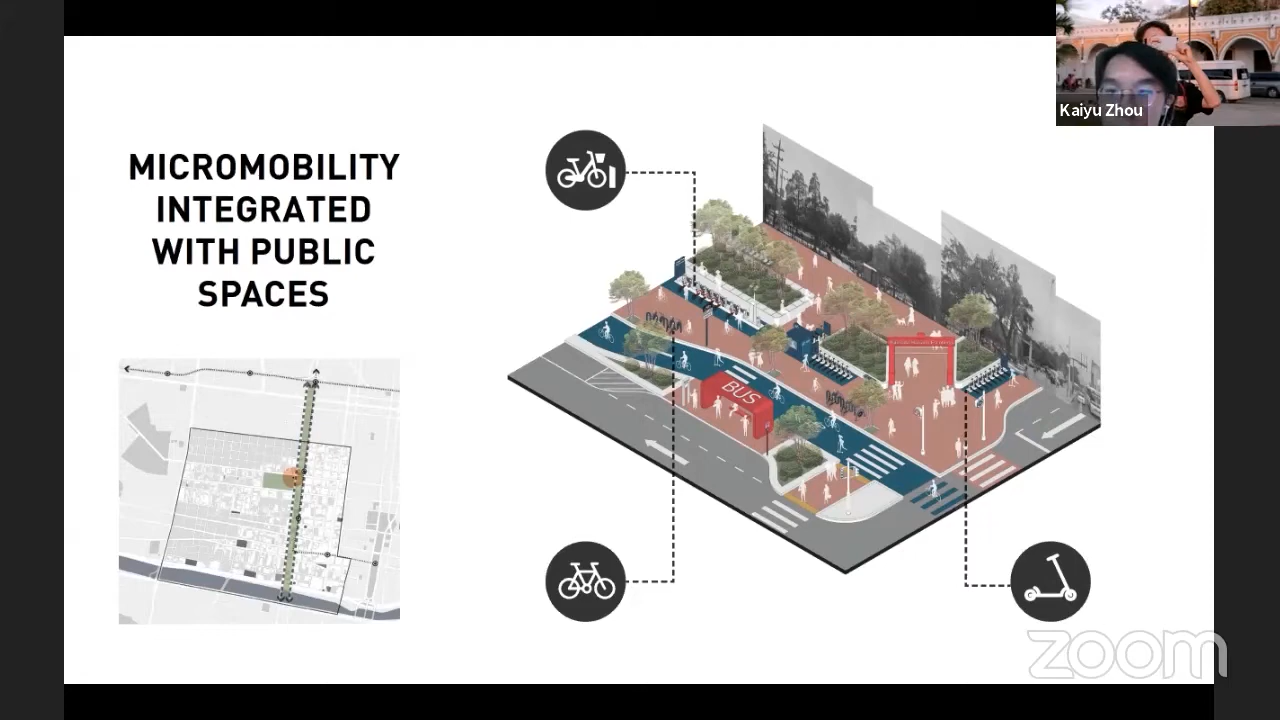 Kaiyu Zhou
MICROMOBILITY
INTEGRATED
WITH PUBLIC
SPACES
BUS
zoom